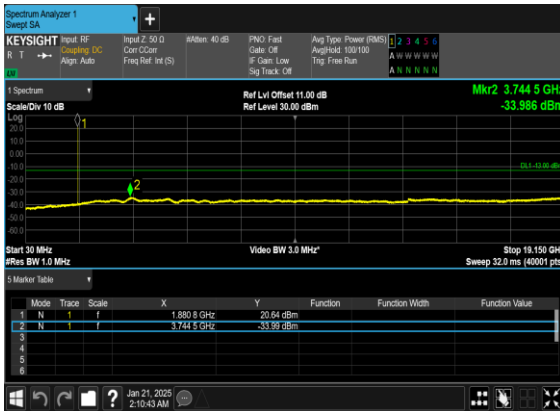 Spectrum Analyzer 1
Swept SA
+
KEYSIGHT
R T
Input: RF
Coupling: DC
Align: Auto
Input Z: 50 Ω
Corr CCorr
Freq Ref: Int (S)
#Atten: 40 dB
PNO: Fast
Gate: Off
IF Gain: Low
Sig Track: Off
Avg Type: Power (RMS)
Avg|Hold: 100/100
Trig: Free Run
1 2 3 4 5 6
A W W W W W
A N N N N N
1 Spectrum
Scale/Div 10 dB
Ref Lvl Offset 11.00 dB
Ref Level 30.00 dBm
Mkr2 3.744 5 GHz
-33.986 dBm
Log
20.0
10.0
0.00
-10.0
-20.0
-30.0
-40.0
-50.0
-60.0
1
2
DL1 -13.00 dBm
Start 30 MHz
#Res BW 1.0 MHz
Video BW 3.0 MHz*
Stop 19.150 GHz
Sweep 32.0 ms (40001 pts)
5 Marker Table
Mode Trace Scale X Y Function Function Width Function Value
1 N 1 f 1.880 8 GHz 20.64 dBm
2 N 1 f 3.744 5 GHz -33.99 dBm
3
4
5
6
?
Jan 21, 2025
2:10:43 AM